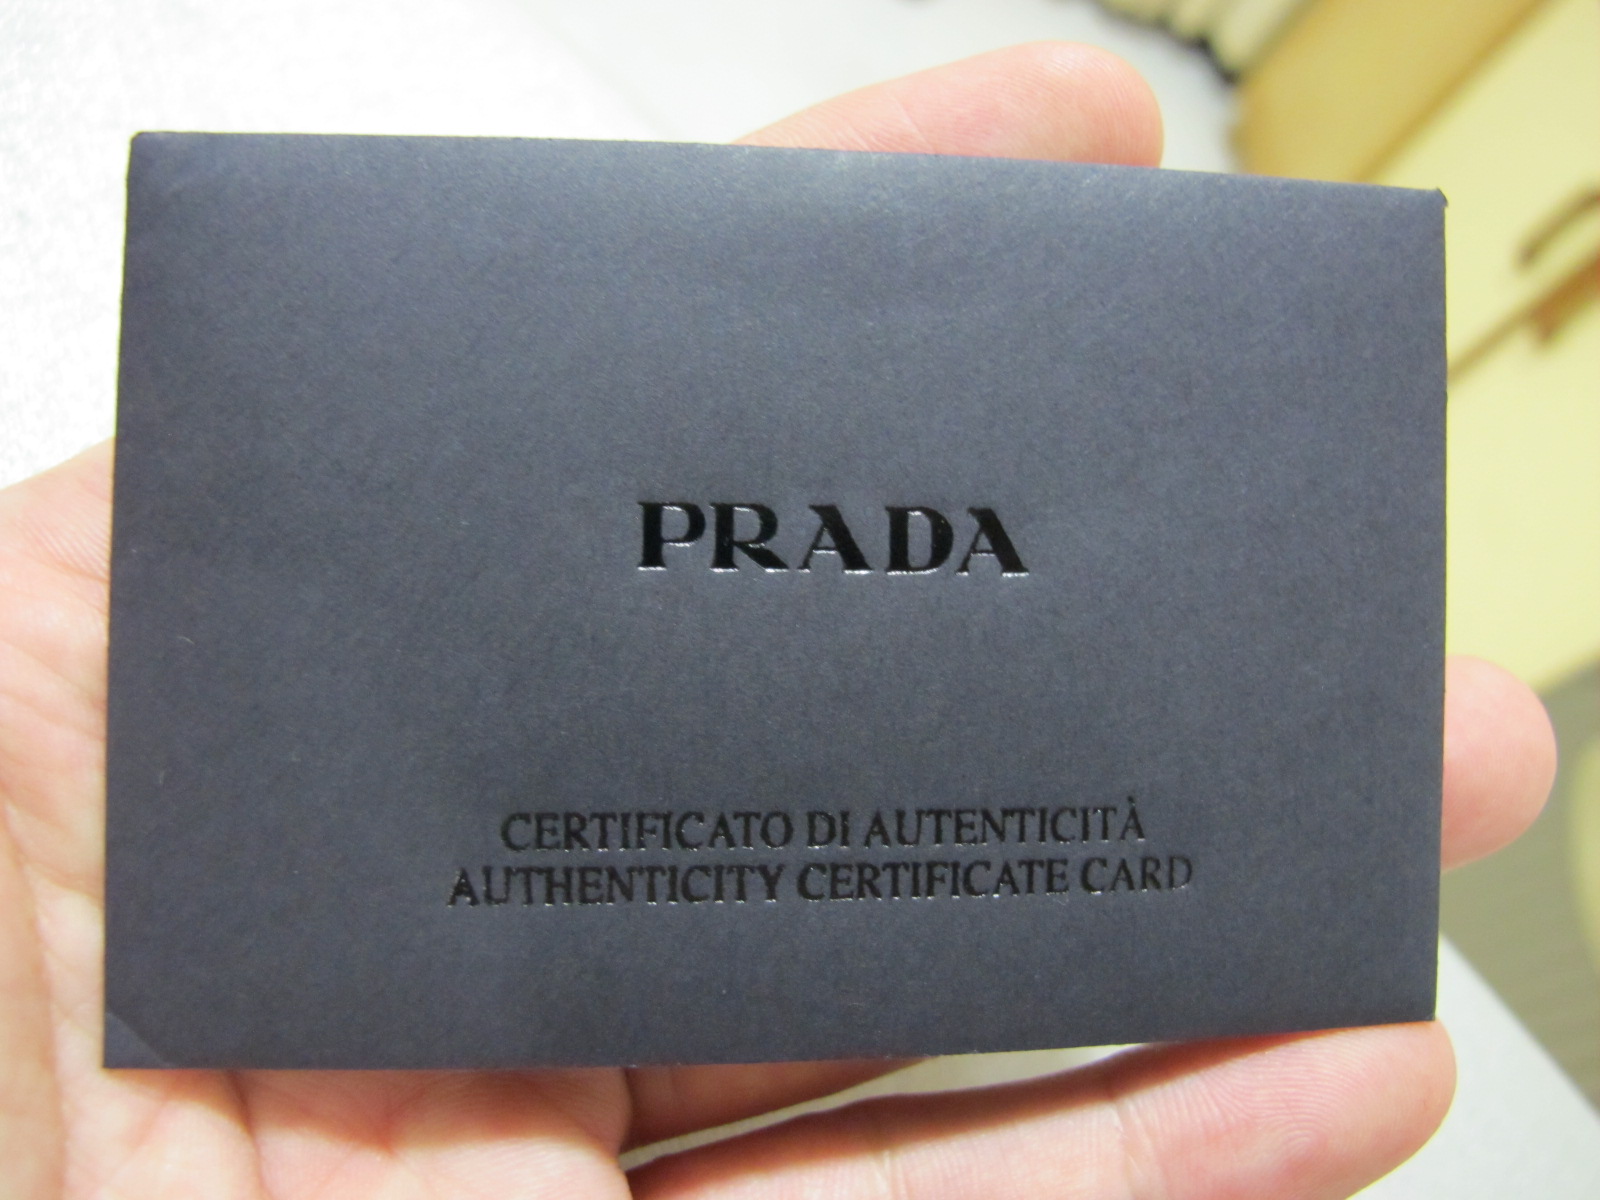 PRADA
CERTIFICATO DI AUTENTICITÀ
AUTHENTICITY CERTIFICATE CARD